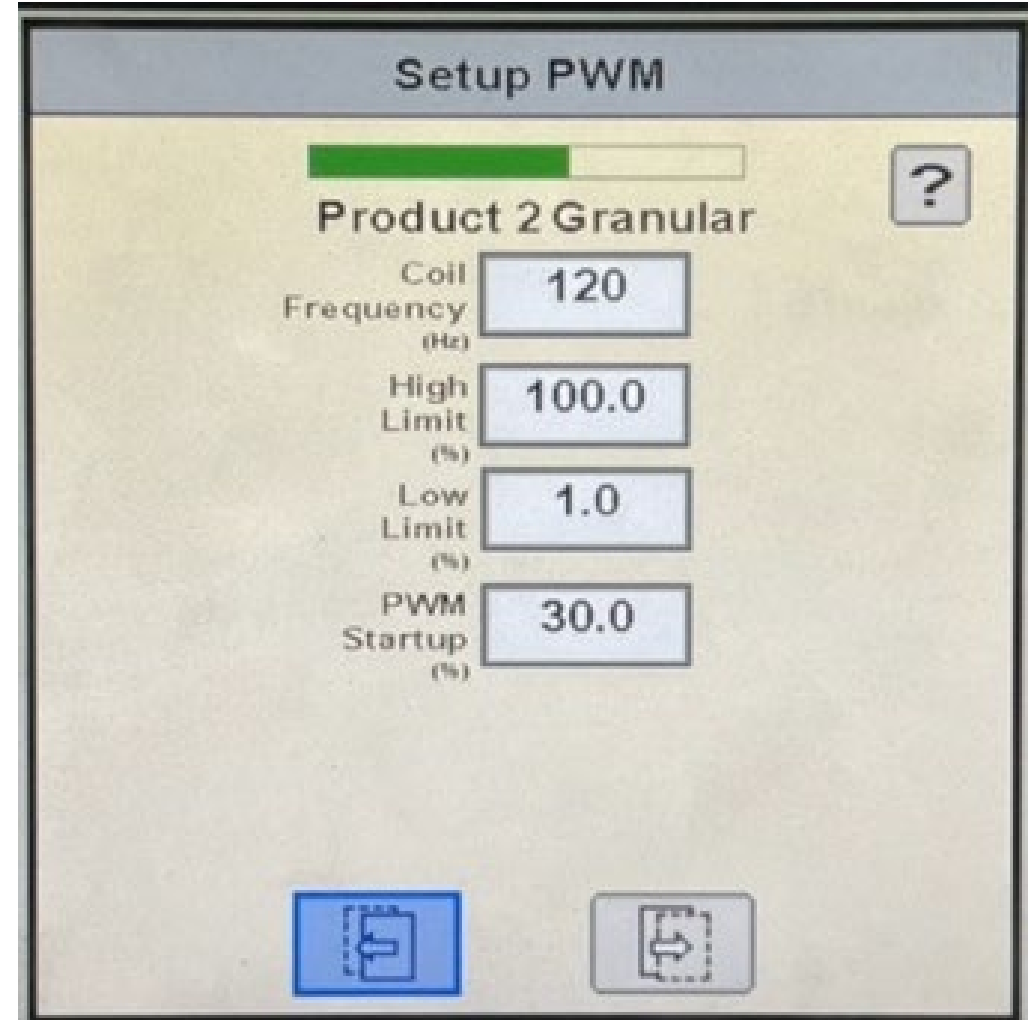 Setup PWM
?
Product 2 Granular
Coil
Frequency
(Hz)
120
High
Limit
(%)
100.0
Low
Limit
(%)
1.0
PWM
Startup
(%)
30.0